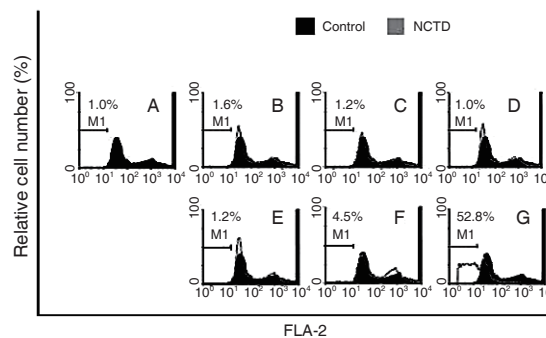 Control NCTD
Relative cell number (%)
100 1.0% A M1 0
10⁰ 10¹ 10² 10³ 10⁴
100 1.6% B M1 0
10⁰ 10¹ 10² 10³ 10⁴
100 1.2% C M1 0
10⁰ 10¹ 10² 10³ 10⁴
100 1.0% D M1 0
10⁰ 10¹ 10² 10³ 10⁴
100 1.2% E M1 0
10⁰ 10¹ 10² 10³ 10⁴
100 4.5% F M1 0
10⁰ 10¹ 10² 10³ 10⁴
100 52.8% G M1 0
10⁰ 10¹ 10² 10³ 10⁴
FLA-2